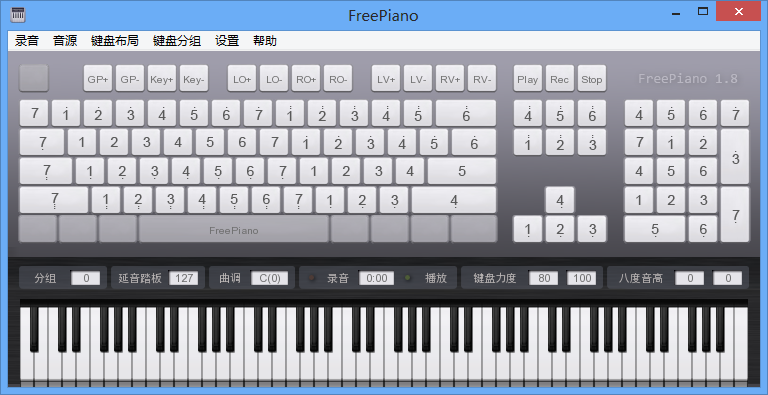 FreePiano
录音 音源 键盘布局 键盘分组 设置 帮助
GP+ GP- Key+ Key- LO+ LO- RO+ RO- LV+ LV- RV+ RV- Play Rec Stop FreePiano 1.8
7 1 2 3 4 5 6 7 1 2 3 4 5 6 4 5 6 4 5 6 7
7 1 2 3 4 5 6 7 1 2 3 4 5 6 1 2 3 7 1 2 3
7 1 2 3 4 5 6 7 1 2 3 4 5 4 5 6
7 1 2 3 4 5 6 7 1 2 3 4 4 1 2 3 7
FreePiano 1 2 3 5 6
分组 0 延音踏板 127 曲调 C(0) 录音 0:00 播放 键盘力度 80 100 八度音高 0 0